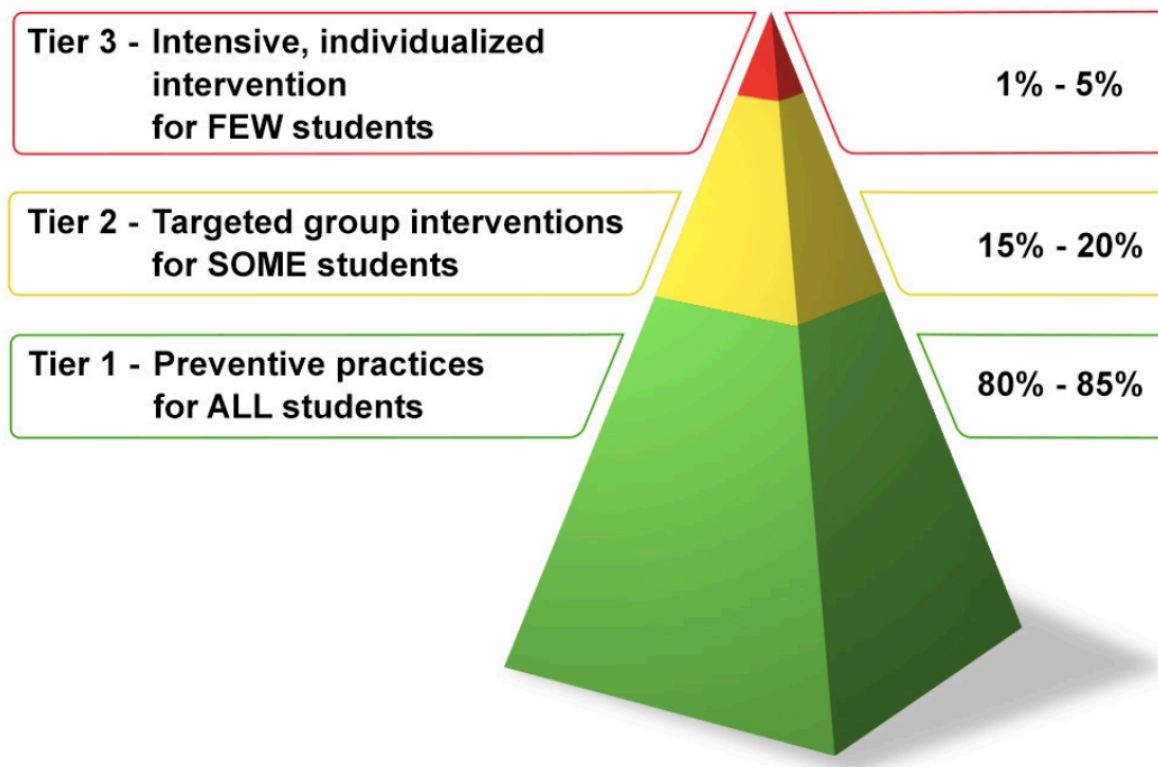 Tier 3 - Intensive, individualized
intervention
for FEW students
1% - 5%
Tier 2 - Targeted group interventions
for SOME students
15% - 20%
Tier 1 - Preventive practices
for ALL students
80% - 85%